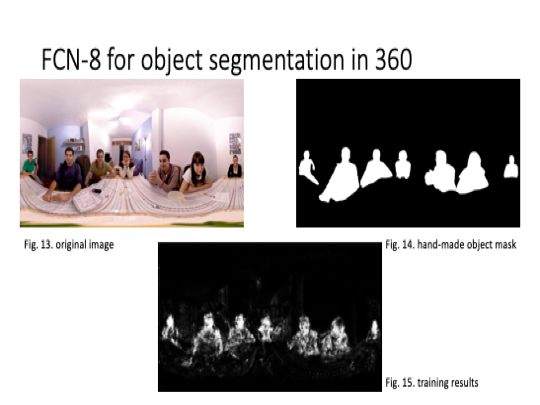 FCN-8 for object segmentation in 360
Fig. 13. original image
Fig. 14. hand-made object mask
Fig. 15. training results